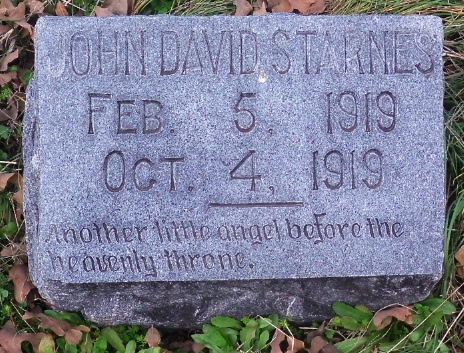 JOHN DAVID STARNES
FEB. 5, 1919
OCT. 4, 1919
Another little angel before the
heavenly throne.